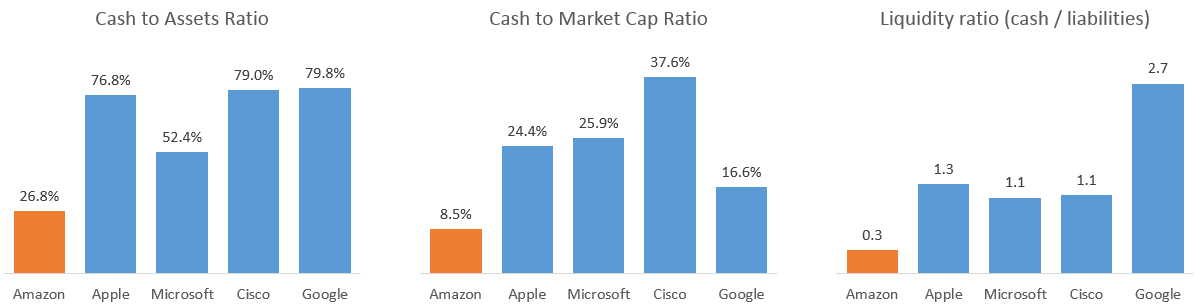 Cash to Assets Ratio
26.8%
76.8%
52.4%
79.0%
79.8%
Amazon Apple Microsoft Cisco Google
Cash to Market Cap Ratio
8.5%
24.4%
25.9%
37.6%
16.6%
Amazon Apple Microsoft Cisco Google
Liquidity ratio (cash / liabilities)
0.3
1.3
1.1
1.1
2.7
Amazon Apple Microsoft Cisco Google